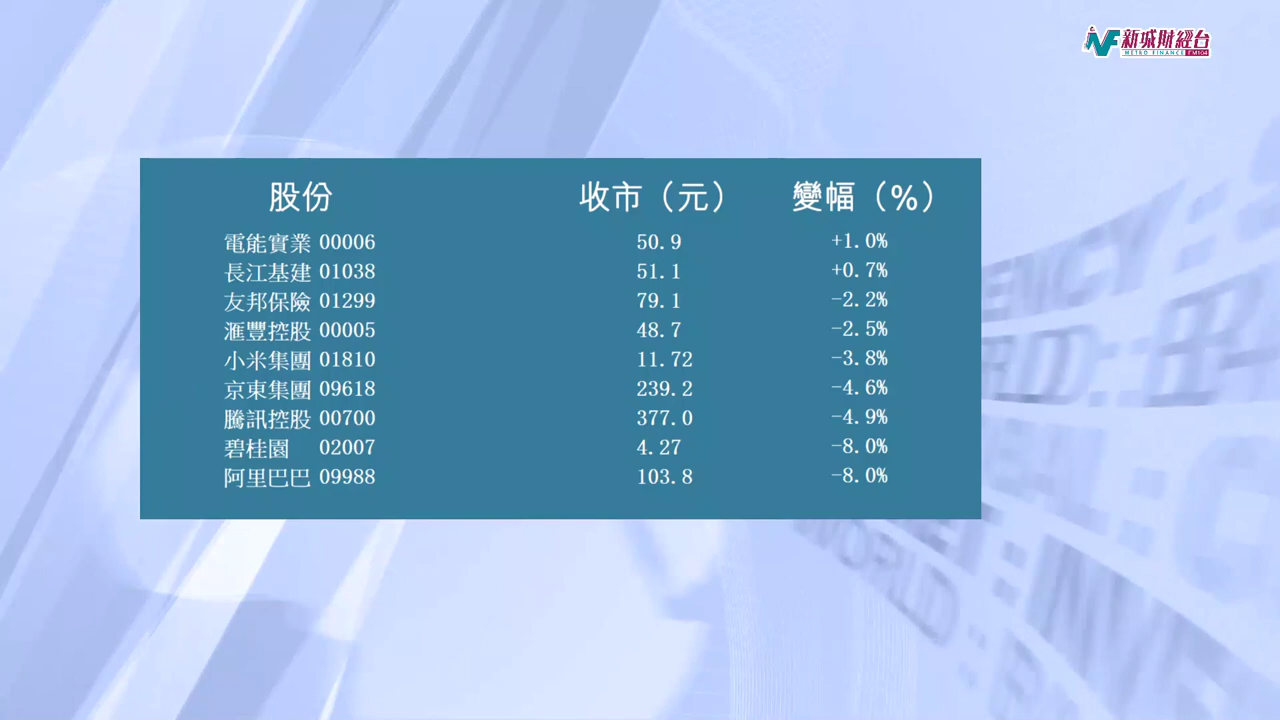 新城財經台
METRO FINANCE FM104
股份 收市（元） 變幅（%）
電能實業 00006 50.9 +1.0%
長江基建 01038 51.1 +0.7%
友邦保險 01299 79.1 -2.2%
滙豐控股 00005 48.7 -2.5%
小米集團 01810 11.72 -3.8%
京東集團 09618 239.2 -4.6%
騰訊控股 00700 377.0 -4.9%
碧桂園 02007 4.27 -8.0%
阿里巴巴 09988 103.8 -8.0%
WORLD